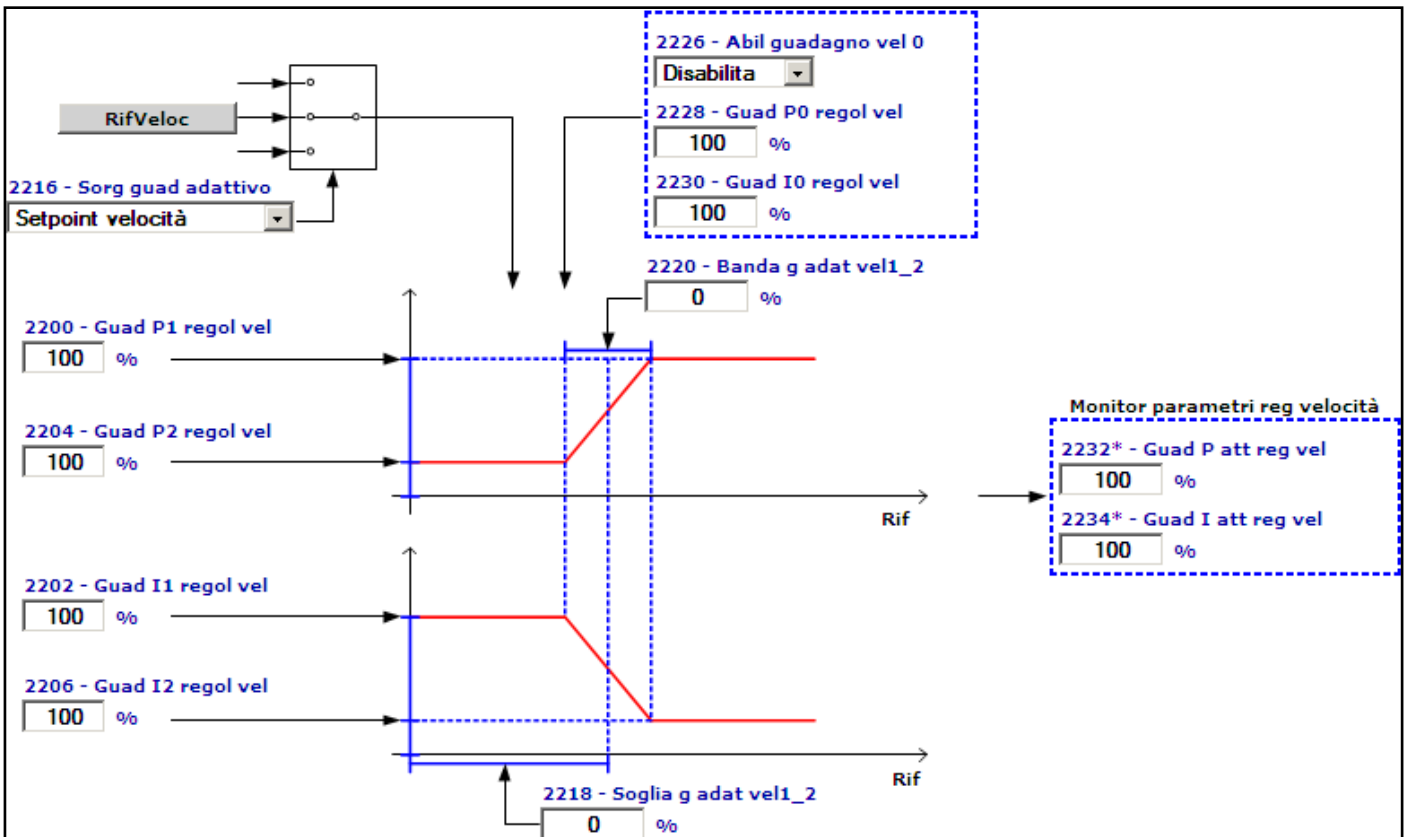 2226 - Abil guadagno vel 0
Disabilita
RifVeloc
2228 - Guad P0 regol vel
100 %
2216 - Sorg guad adattivo
Setpoint velocità
2230 - Guad I0 regol vel
100 %
2220 - Banda g adat vel1_2
0 %
2200 - Guad P1 regol vel
100 %
2204 - Guad P2 regol vel
100 %
Rif
Monitor parametri reg velocità
2232* - Guad P att reg vel
100 %
2234* - Guad I att reg vel
100 %
2202 - Guad I1 regol vel
100 %
2206 - Guad I2 regol vel
100 %
Rif
2218 - Soglia g adat vel1_2
0 %